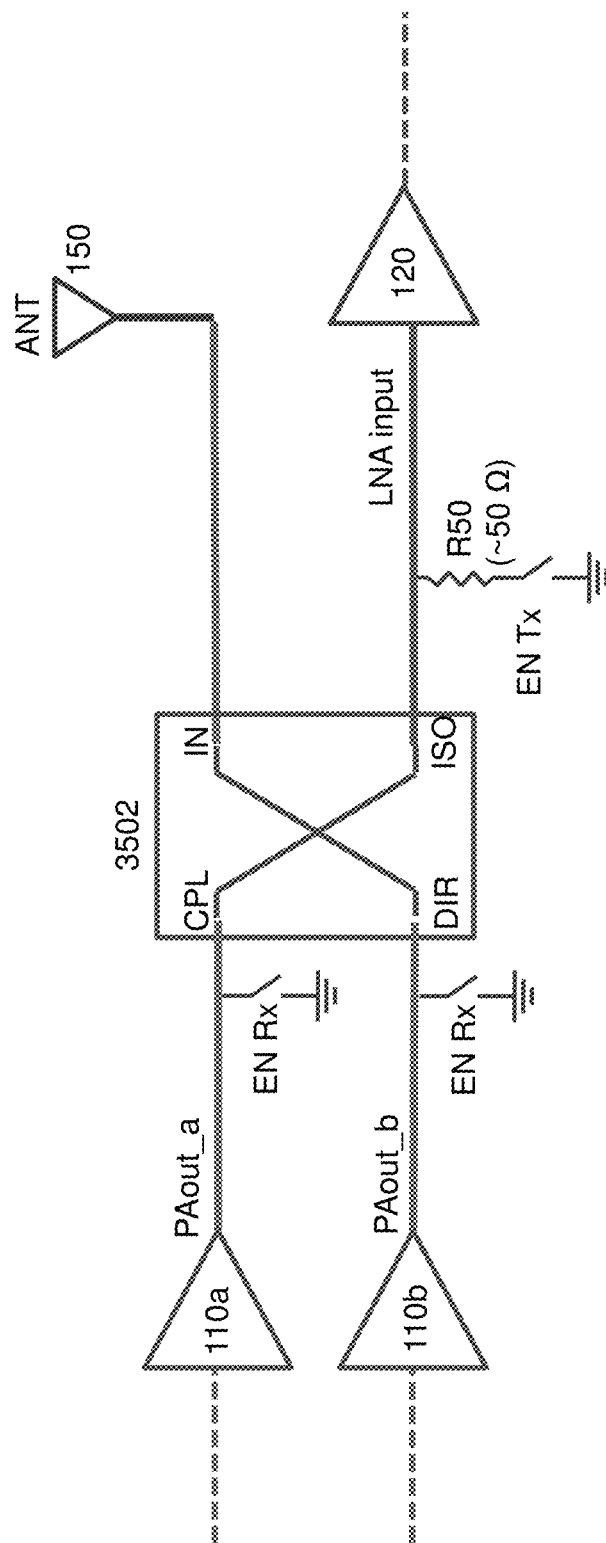 ANT
150
3502
CPL
IN
DIR
ISO
PAout_a
PAout_b
110a
110b
EN Rx
EN Rx
LNA input
120
R50
(~50 Ω)
EN Tx